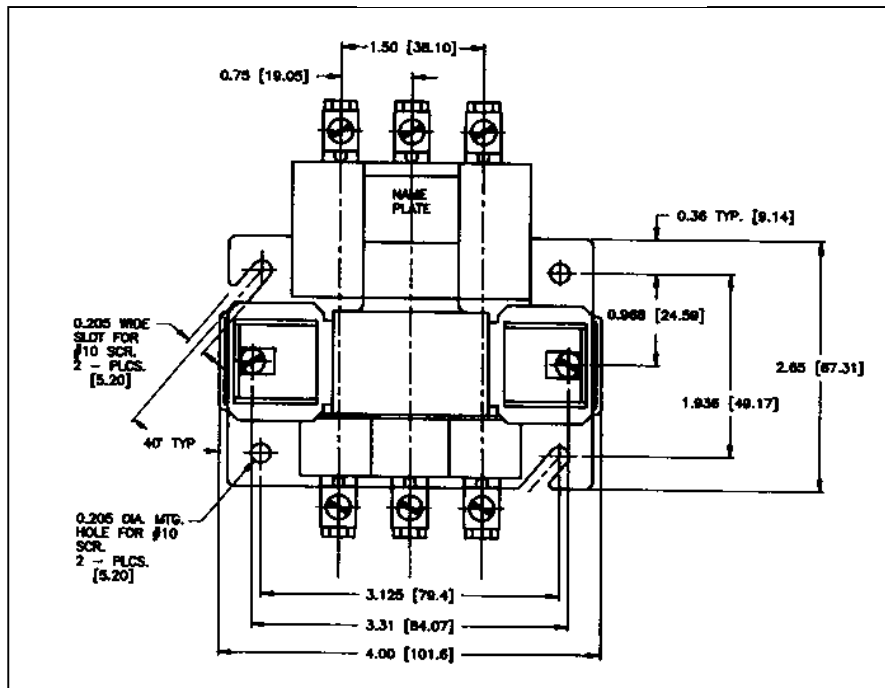 1.50 [38.10]
0.75 [19.05]
NAME
PLATE
0.36 TYP. [9.14]
0.205 WIDE
SLOT FOR
#10 SCR.
2 - PLCS.
[5.20]
0.968 [24.59]
2.65 [67.31]
1.936 [49.17]
40° TYP
0.205 DIA. MTG.
HOLE FOR #10
SCR.
2 - PLCS.
[5.20]
3.125 [79.4]
3.31 [84.07]
4.00 [101.6]